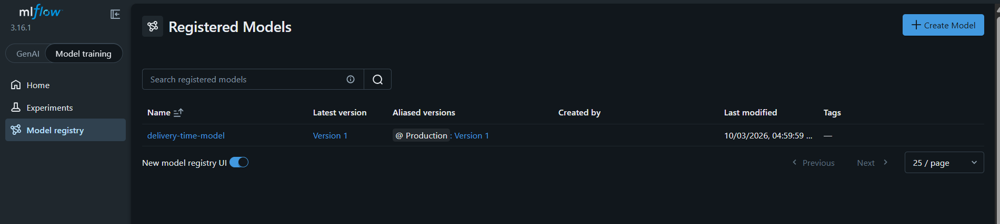 mlflow
3.16.1
GenAI Model training
Home
Experiments
Model registry
Registered Models
Create Model
Search registered models
Name Latest version Aliased versions Created by Last modified Tags
delivery-time-model Version 1 @ Production : Version 1 10/03/2026, 04:59:59 ... —
New model registry UI Previous Next 25 / page